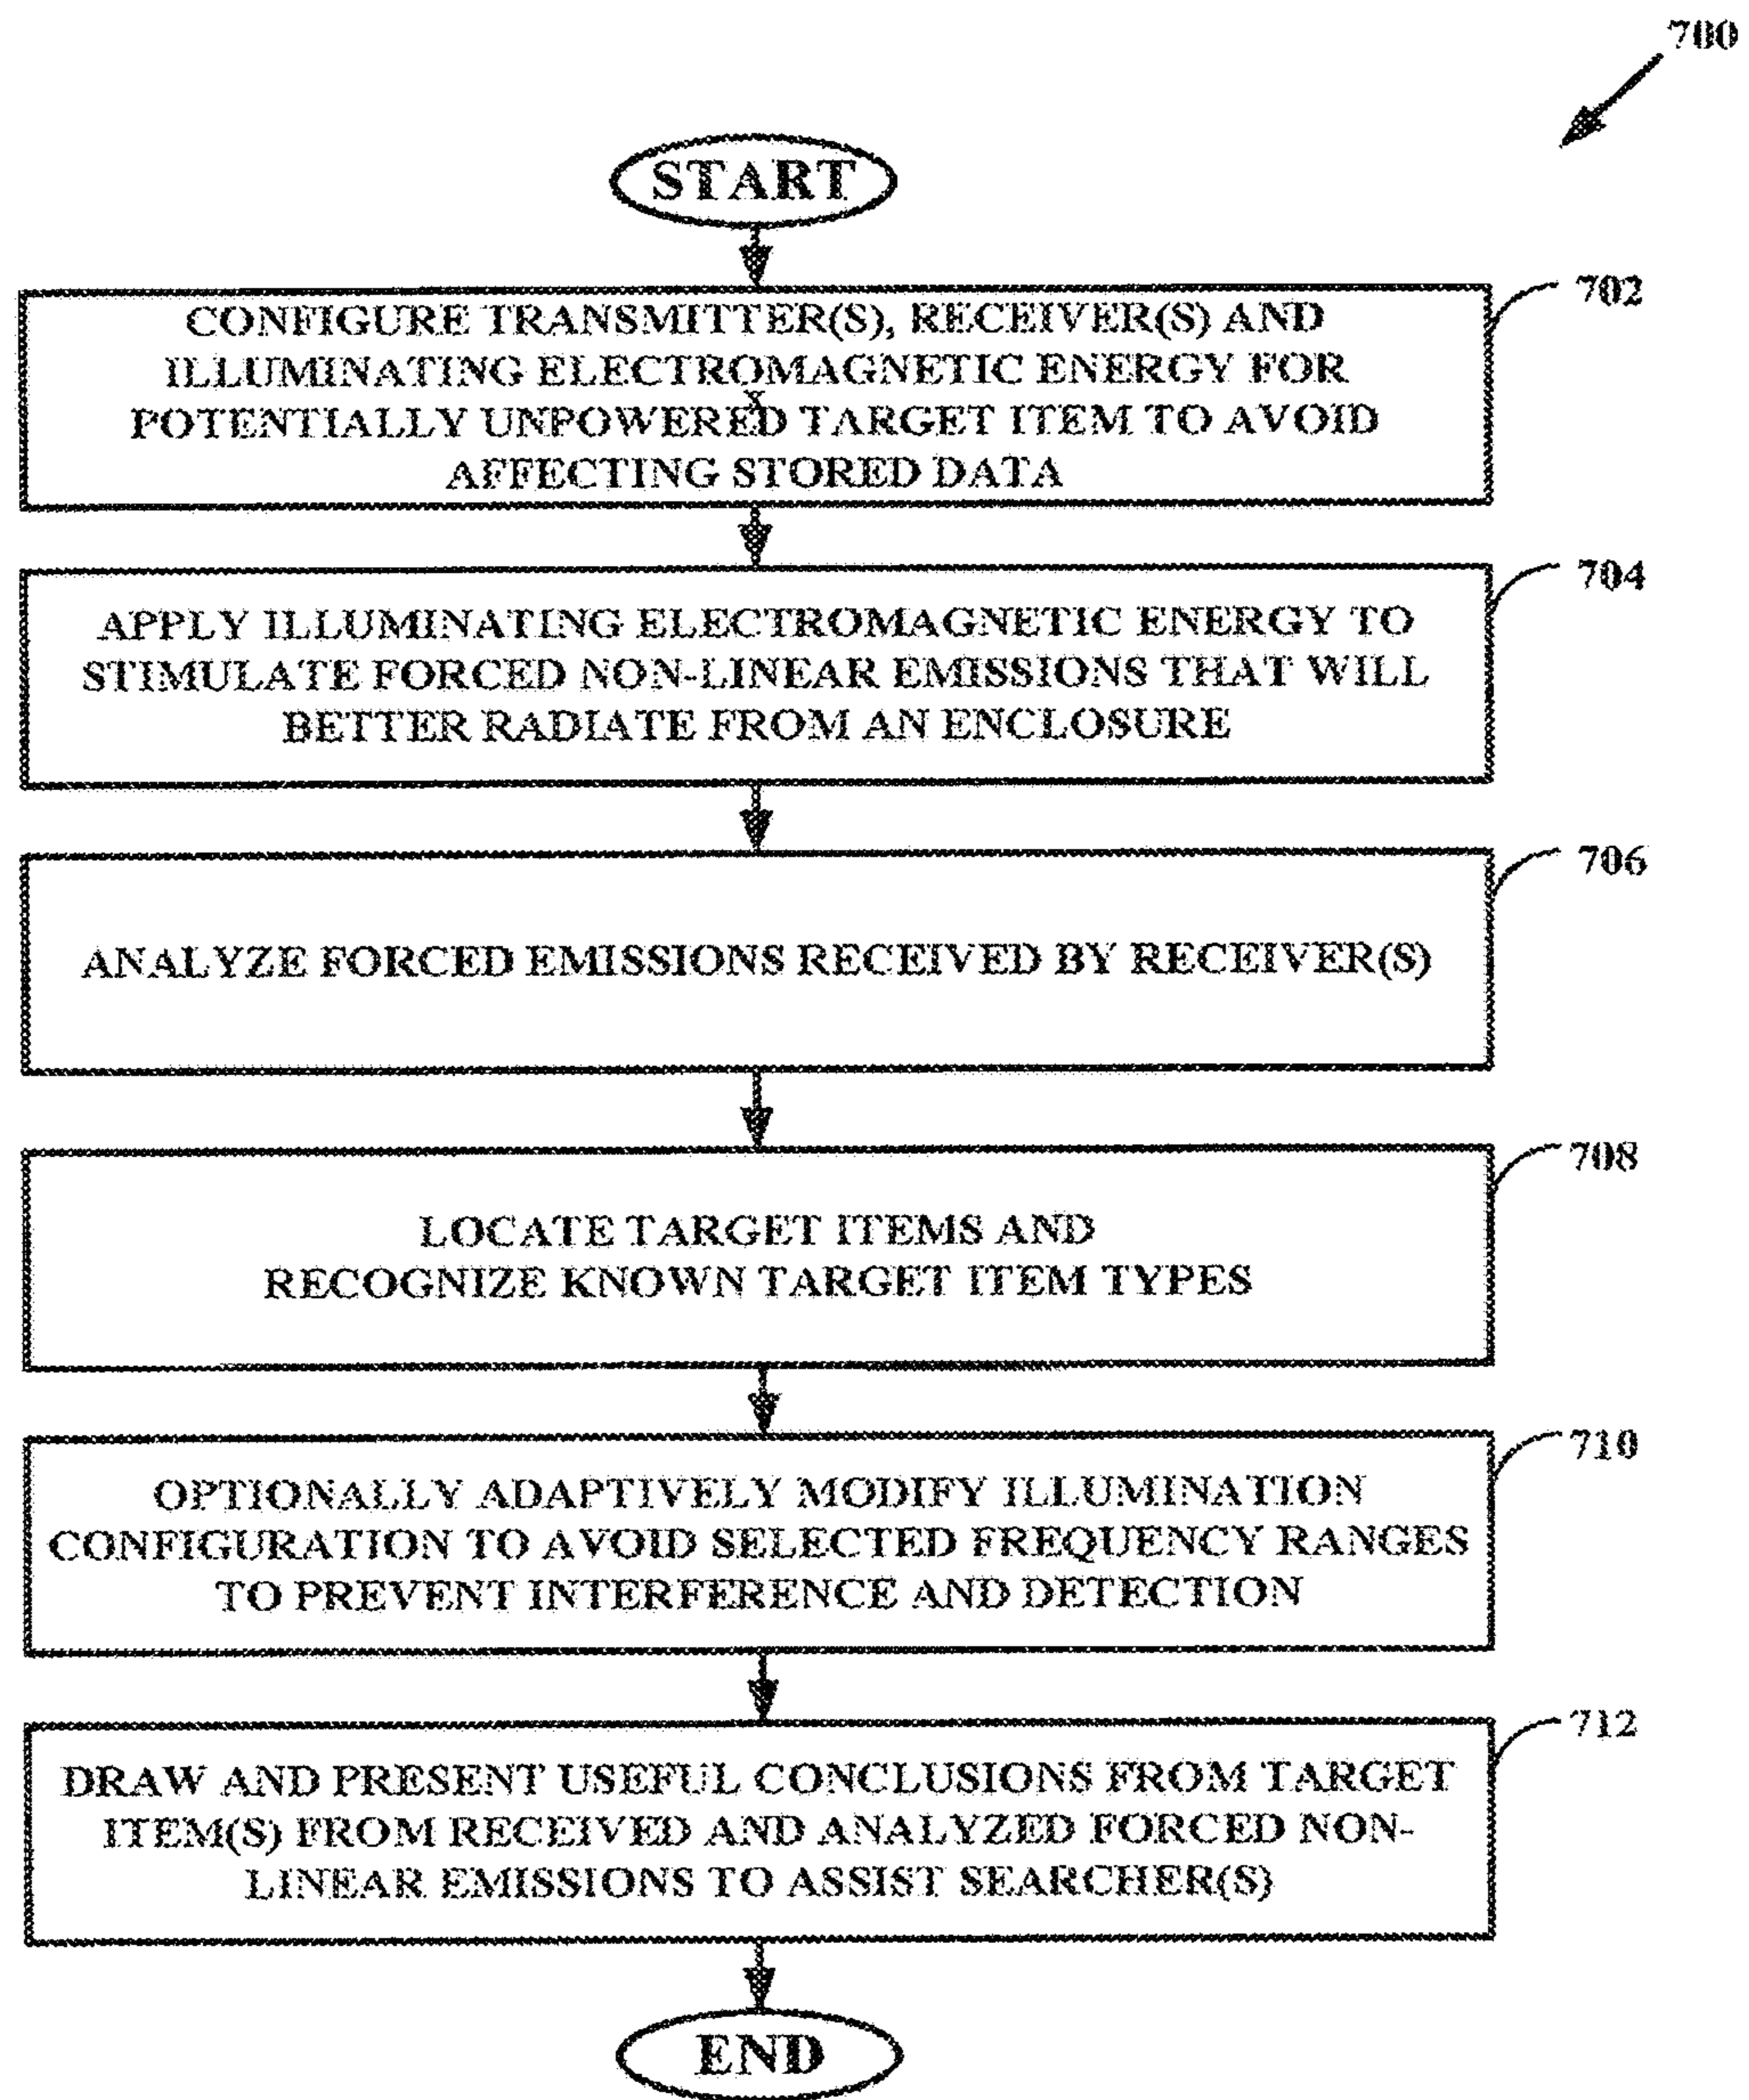 700
START
702
CONFIGURE TRANSMITTER(S), RECEIVER(S) AND
ILLUMINATING ELECTROMAGNETIC ENERGY FOR
X
POTENTIALLY UNPOWERED TARGET ITEM TO AVOID
AFFECTING STORED DATA
704
APPLY ILLUMINATING ELECTROMAGNETIC ENERGY TO
STIMULATE FORCED NON-LINEAR EMISSIONS THAT WILL
BETTER RADIATE FROM AN ENCLOSURE
706
ANALYZE FORCED EMISSIONS RECEIVED BY RECEIVER(S)
708
LOCATE TARGET ITEMS AND
RECOGNIZE KNOWN TARGET ITEM TYPES
710
OPTIONALLY ADAPTIVELY MODIFY ILLUMINATION
CONFIGURATION TO AVOID SELECTED FREQUENCY RANGES
TO PREVENT INTERFERENCE AND DETECTION
712
DRAW AND PRESENT USEFUL CONCLUSIONS FROM TARGET
ITEM(S) FROM RECEIVED AND ANALYZED FORCED NON-
LINEAR EMISSIONS TO ASSIST SEARCHER(S)
END